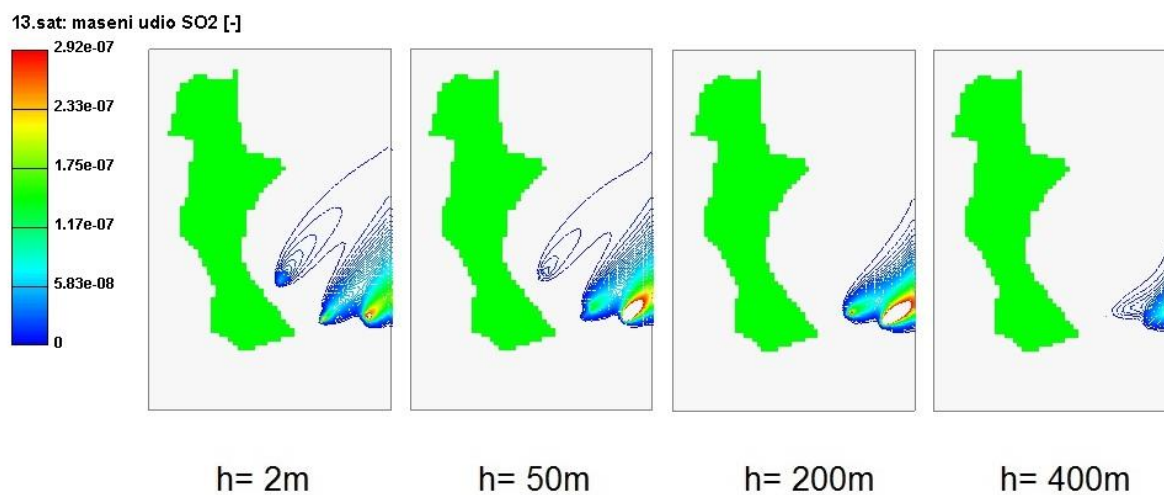 13.sat: maseni udio SO2 [-]
2.92e-07
2.33e-07
1.75e-07
1.17e-07
5.83e-08
0
h= 2m
h= 50m
h= 200m
h= 400m